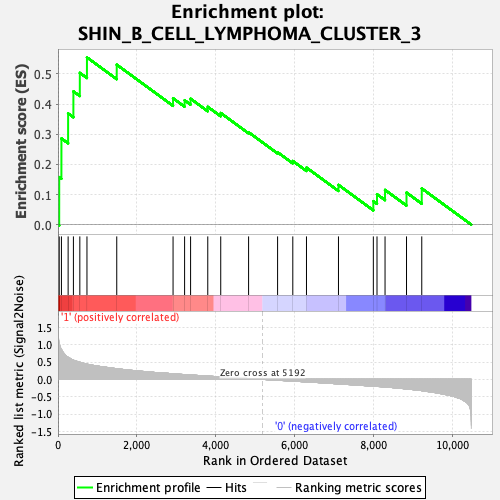 Enrichment plot:
SHIN_B_CELL_LYMPHOMA_CLUSTER_3
Enrichment score (ES)
0.5
0.4
0.3
0.2
0.1
0.0
'1' (positively correlated)
Ranked list metric (Signal2Noise)
1.5
1.0
0.5
0.0
-0.5
-1.0
-1.5
Zero cross at 5192
'0' (negatively correlated)
0 2,000 4,000 6,000 8,000 10,000
Rank in Ordered Dataset
Enrichment profile Hits Ranking metric scores